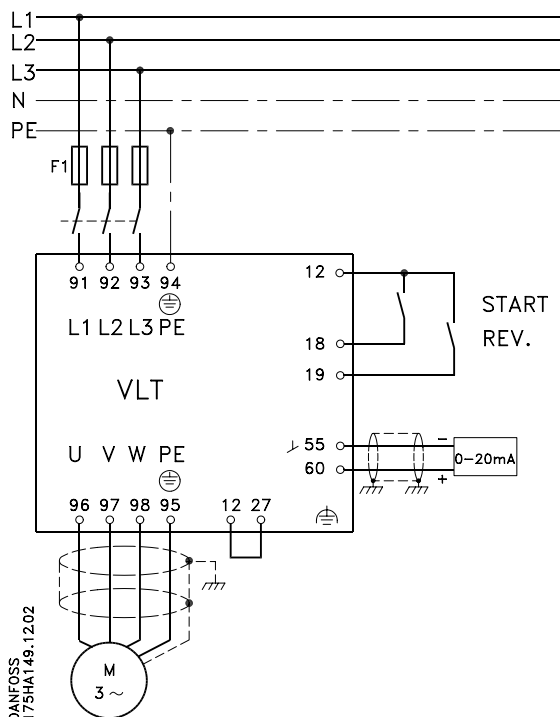 L1
L2
L3
N
PE
F1
91 92 93 94
L1 L2 L3 PE
12
START
18
REV.
19
VLT
55
−
0−20mA
60
+
U V W PE
96 97 98 95 12 27
M
3 ~
DANFOSS
175HA149.12.02